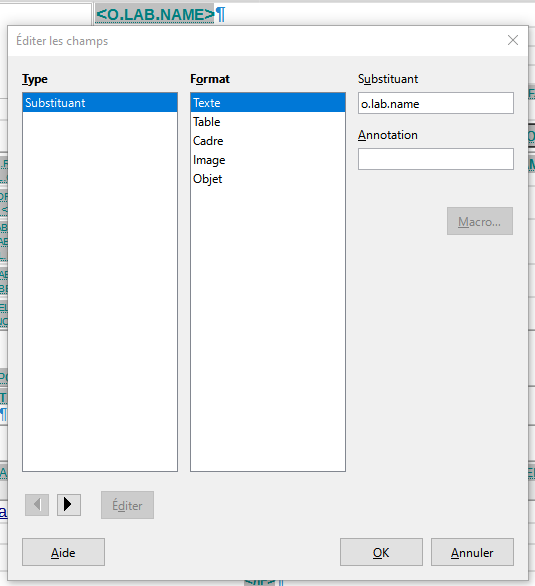 <O.LAB.NAME>¶
Éditer les champs
Type
Format
Substituant
Substituant
Texte
Table
Cadre
Image
Objet
o.lab.name
Annotation
Macro...
Éditer
Aide
OK
Annuler